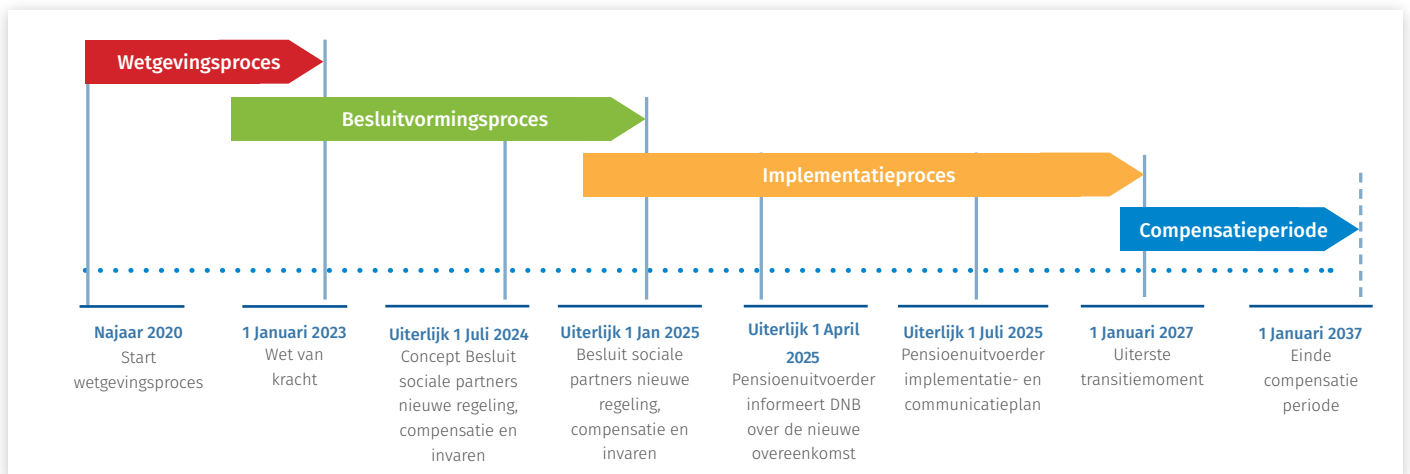 Wetgevingsproces
Besluitvormingsproces
Implementatieproces
Compensatieperiode
Najaar 2020
Start
wetgevingsproces
1 Januari 2023
Wet van
kracht
Uiterlijk 1 Juli 2024
Concept Besluit
sociale partners
nieuwe regeling,
compensatie en
invaren
Uiterlijk 1 Jan 2025
Besluit sociale
partners nieuwe
regeling,
compensatie en
invaren
Uiterlijk 1 April
2025
Pensioenuitvoerder
informeert DNB
over de nieuwe
overeenkomst
Uiterlijk 1 Juli 2025
Pensioenuitvoerder
implementatie- en
communicatieplan
1 Januari 2027
Uiterste
transitiemoment
1 Januari 2037
Einde
compensatie
periode